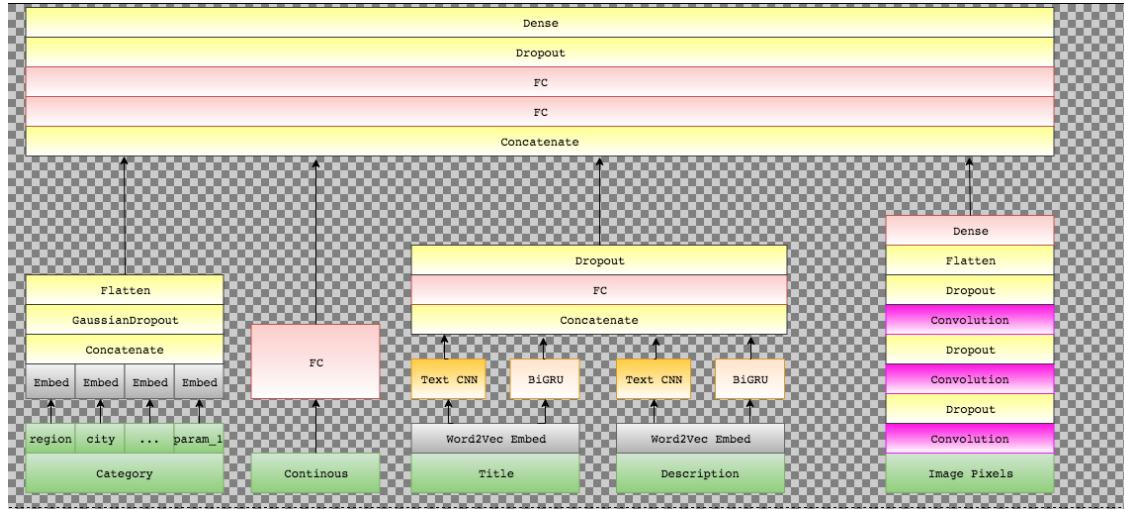 Dense
Dropout
FC
FC
Concatenate
Flatten
GaussianDropout
Concatenate
Embed Embed Embed Embed
region city ... param_1
Category
FC
Continous
Dropout
FC
Concatenate
Text CNN BiGRU Text CNN BiGRU
Word2Vec Embed Word2Vec Embed
Title Description
Dense
Flatten
Dropout
Convolution
Dropout
Convolution
Dropout
Convolution
Image Pixels